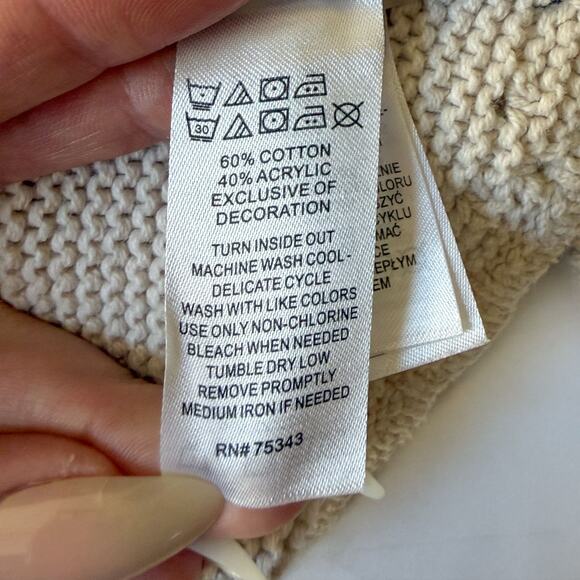 30
60% COTTON
40% ACRYLIC
EXCLUSIVE OF
DECORATION
TURN INSIDE OUT
MACHINE WASH COOL-
DELICATE CYCLE
WASH WITH LIKE COLORS
USE ONLY NON-CHLORINE
BLEACH WHEN NEEDED
TUMBLE DRY LOW
REMOVE PROMPTLY
MEDIUM IRON IF NEEDED
RN# 75343